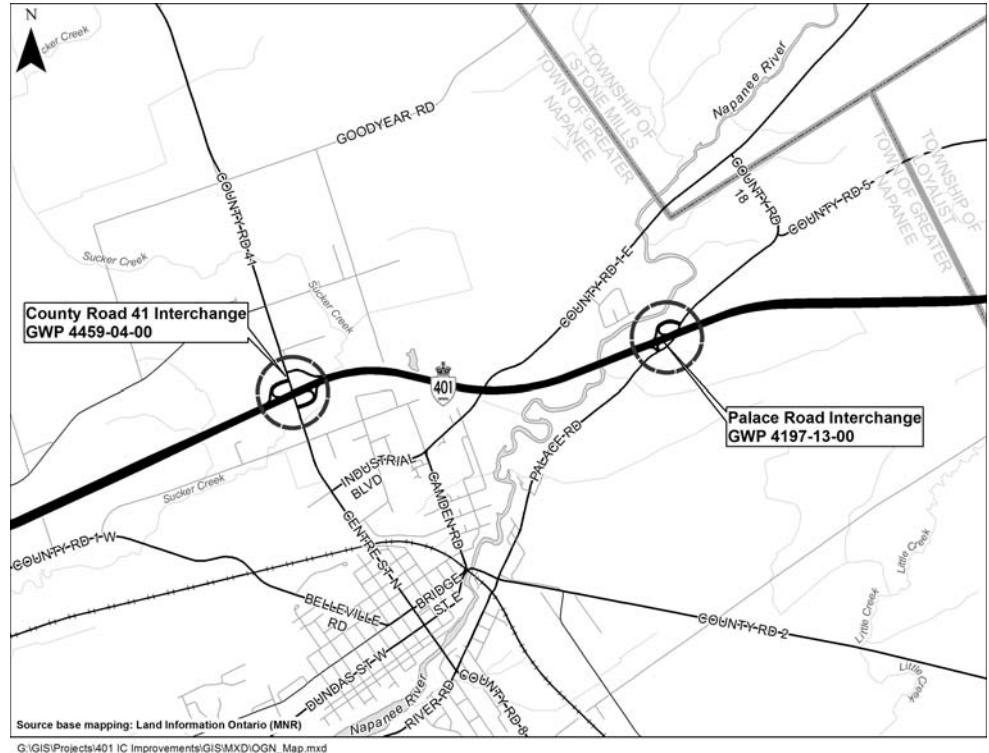 N
Sucker Creek
GOODYEAR RD
TOWNSHIP OF
STONE MILLS
TOWN OF GREATER
NAPANEE
Napanee River
TOWNSHIP OF
LOYALIST
TOWN OF GREATER
NAPANEE
COUNTY RD 18
COUNTY RD 5
COUNTY RD 41
Sucker Creek
Sucker Creek
COUNTY RD 1 E
County Road 41 Interchange
GWP 4459-04-00
401
Palace Road Interchange
GWP 4197-13-00
PALACE RD
INDUSTRIAL
BLVD
CAMDEN RD
Sucker Creek
CENTRE ST N
COUNTY RD 1 W
BELLEVILLE
RD
BRIDGE
ST E
DUNDAS ST W
COUNTY RD 2
Little Creek
Little Creek
Little
Creek
COUNTY RD 8
RIVER RD
Napanee River
Source base mapping: Land Information Ontario (MNR)
G:\GIS\Projects\401 IC Improvements\GIS\MXD\OGN_Map.mxd